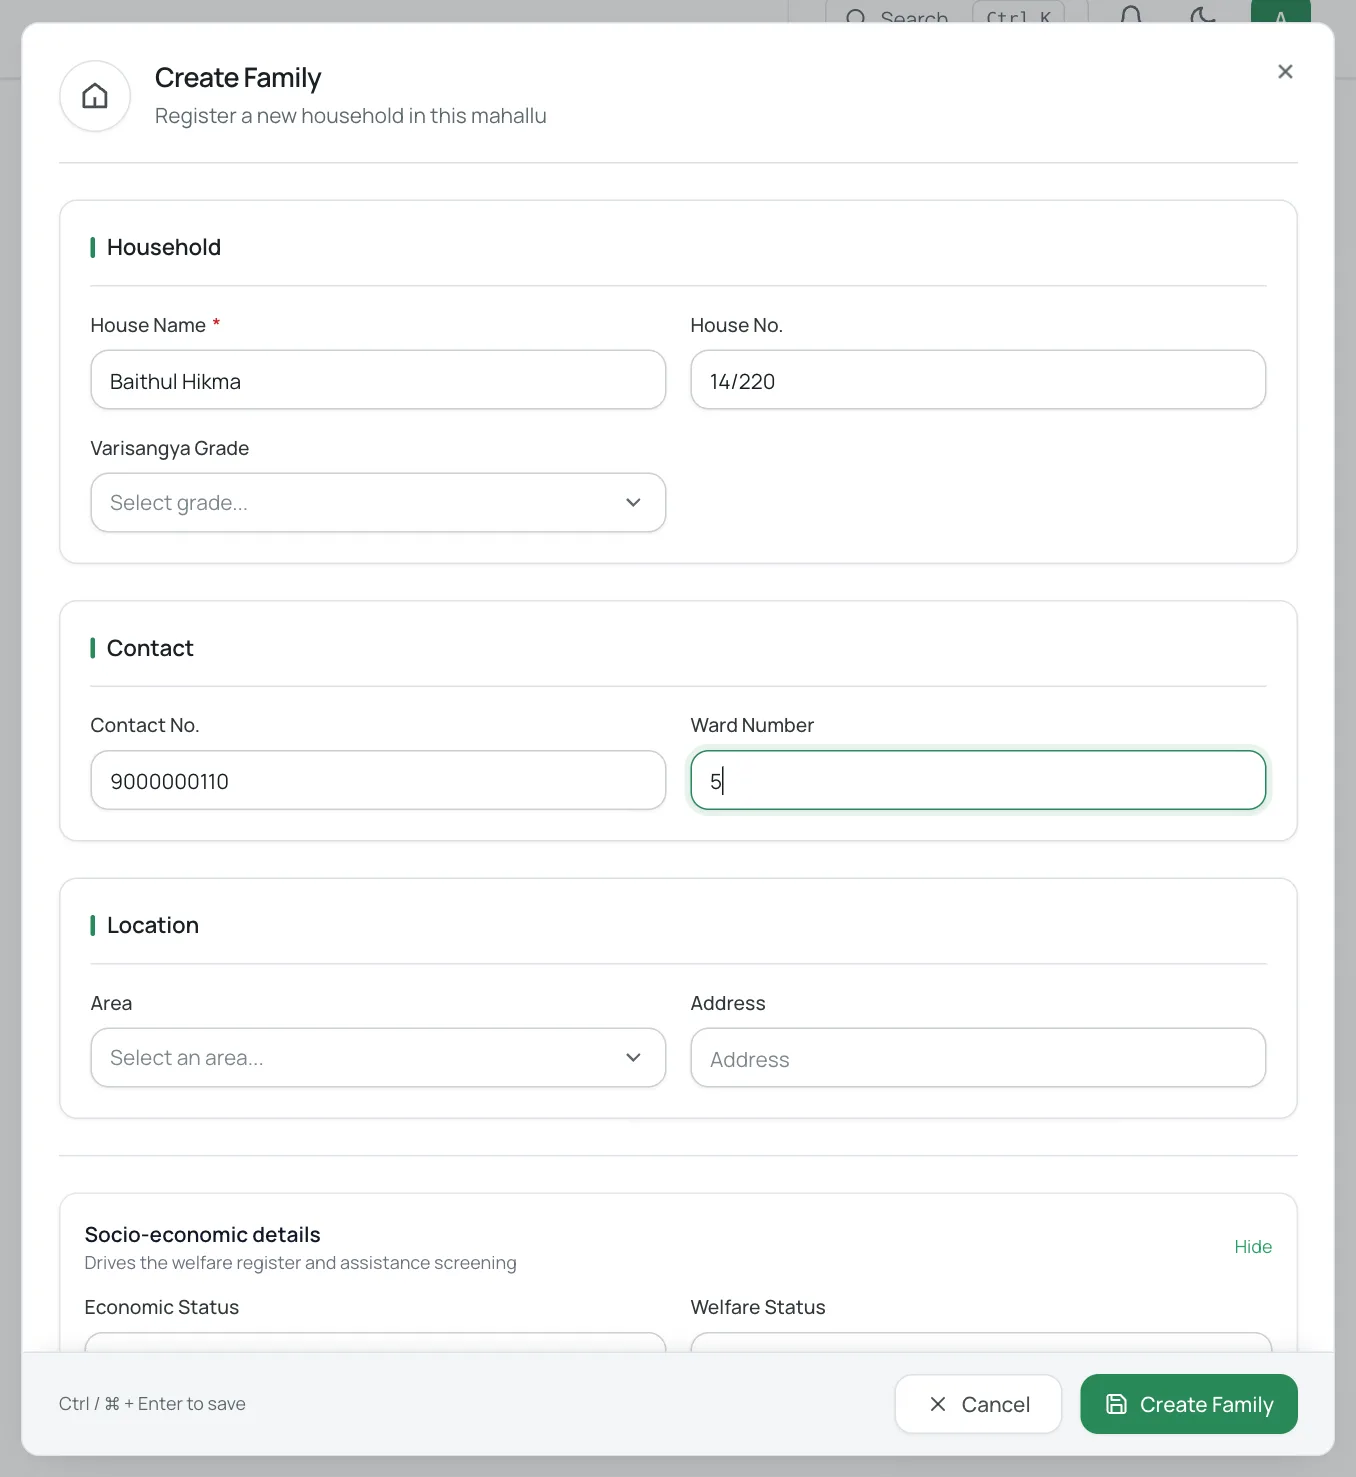 Search Ctrl K A
Create Family
Register a new household in this mahallu
Household
House Name *
House No.
Baithul Hikma
14/220
Varisangya Grade
Select grade...
Contact
Contact No.
Ward Number
9000000110
5
Location
Area
Address
Select an area...
Address
Socio-economic details
Drives the welfare register and assistance screening
Hide
Economic Status
Welfare Status
Ctrl / ⌘ + Enter to save
Cancel
Create Family